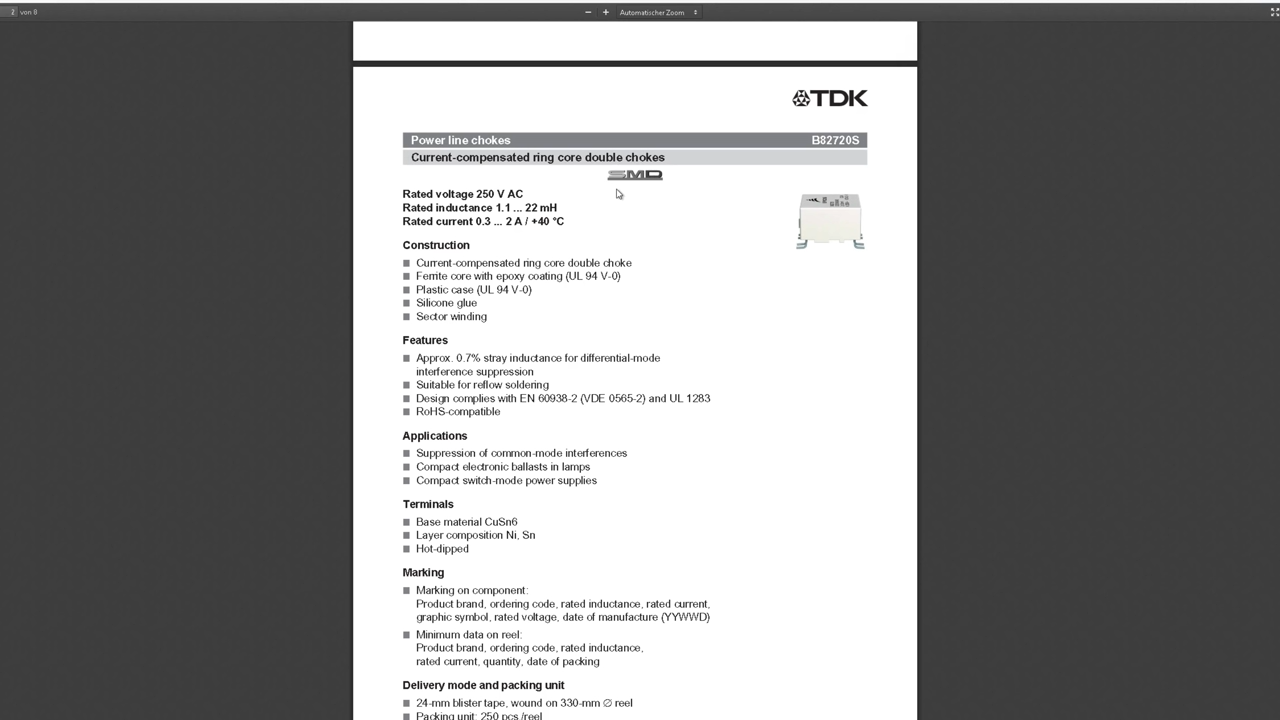 2 von 8
Automatischer Zoom
TDK
Power line chokes B82720S
Current-compensated ring core double chokes
SMD
Rated voltage 250 V AC
Rated inductance 1.1 ... 22 mH
Rated current 0.3 ... 2 A / +40 °C
Construction
Current-compensated ring core double choke
Ferrite core with epoxy coating (UL 94 V-0)
Plastic case (UL 94 V-0)
Silicone glue
Sector winding
Features
Approx. 0.7% stray inductance for differential-mode
interference suppression
Suitable for reflow soldering
Design complies with EN 60938-2 (VDE 0565-2) and UL 1283
RoHS-compatible
Applications
Suppression of common-mode interferences
Compact electronic ballasts in lamps
Compact switch-mode power supplies
Terminals
Base material CuSn6
Layer composition Ni, Sn
Hot-dipped
Marking
Marking on component:
Product brand, ordering code, rated inductance, rated current,
graphic symbol, rated voltage, date of manufacture (YYWWD)
Minimum data on reel:
Product brand, ordering code, rated inductance,
rated current, quantity, date of packing
Delivery mode and packing unit
24-mm blister tape, wound on 330-mm ∅ reel
Packing unit: 250 pcs./reel